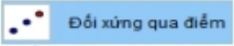 Đối xứng qua điểm